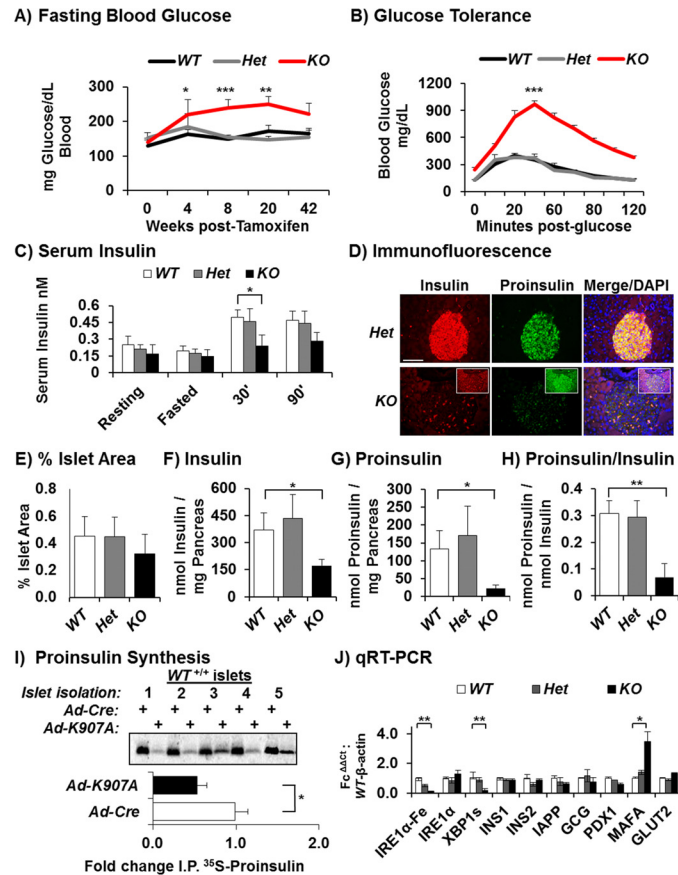 A) Fasting Blood Glucose
WT Het KO
mg Glucose/dL
Blood
300
200
100
0
* *** **
0 4 8 20 42
Weeks post-Tamoxifen
B) Glucose Tolerance
WT Het KO
Blood Glucose
mg/dL
1200
900
600
300
0
***
0 20 60 80 120
Minutes post-glucose
C) Serum Insulin
WT Het KO
Serum Insulin nM
0.6
0.45
0.3
0.15
0
*
Resting Fasted 30' 90'
D) Immunofluorescence
Insulin Proinsulin Merge/DAPI
Het
KO
E) % Islet Area
% Islet Area
0.8
0.6
0.4
0.2
0.0
WT Het KO
F) Insulin
nmol Insulin /
mg Pancreas
600
450
300
150
0
*
WT Het KO
G) Proinsulin
nmol ProInsulin /
mg Pancreas
300
250
200
150
100
50
0
*
WT Het KO
H) Proinsulin/Insulin
nmol Proinsulin /
nmol Insulin
0.4
0.3
0.2
0.1
0
**
WT Het KO
I) Proinsulin Synthesis
WT+/+ islets
Islet isolation: 1 2 3 4 5
Ad-Cre: + + + + +
Ad-K907A: + + + + +
Ad-K907A
Ad-Cre
*
0.0 1.0 2.0
Fold change I.P. 35S-Proinsulin
J) qRT-PCR
WT Het KO
Fc ΔΔCt :
WT-β-actin
4.0
2.0
0.0
** ** *
IRE1α-Fe IRE1α XBP1s INS1 INS2 IAPP GCG PDX1 MAFA GLUT2